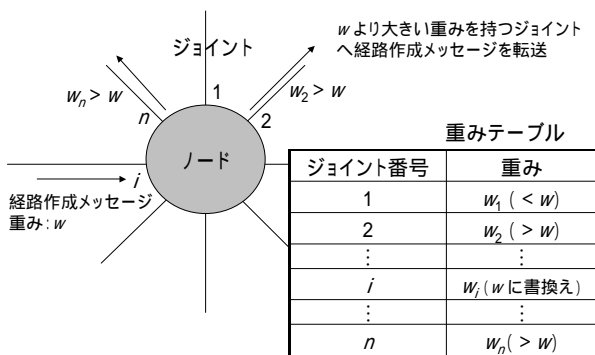 ジョイント
w より大きい重みを持つジョイント
へ経路作成メッセージを転送
wn > w
n
1
2
w2 > w
ノード
i
経路作成メッセージ
重み: w
重みテーブル
ジョイント番号 重み
1 w1 ( < w)
2 w2 ( > w)
⋮ ⋮
i wi (w に書換え)
⋮ ⋮
n wn( > w)